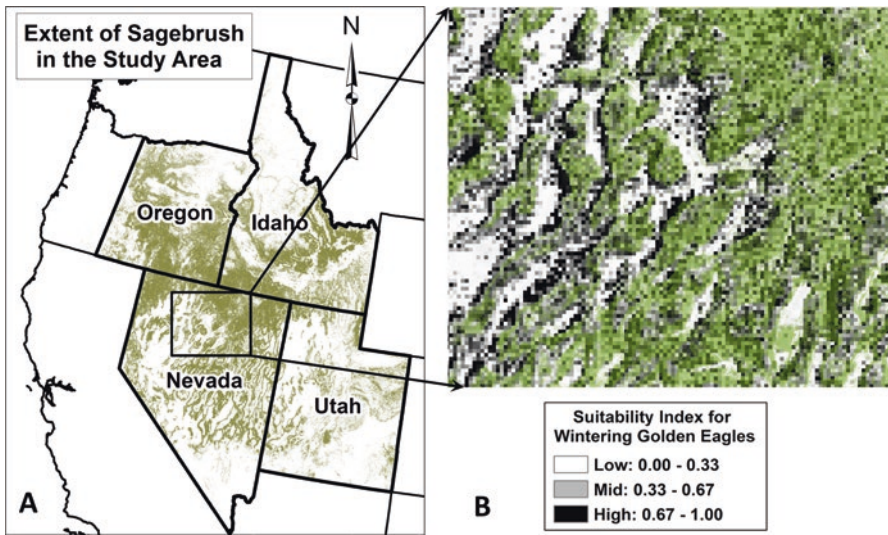 Extent of Sagebrush
in the Study Area
N
Oregon
Idaho
Nevada
Utah
A
B
Suitability Index for
Wintering Golden Eagles
Low: 0.00 - 0.33
Mid: 0.33 - 0.67
High: 0.67 - 1.00